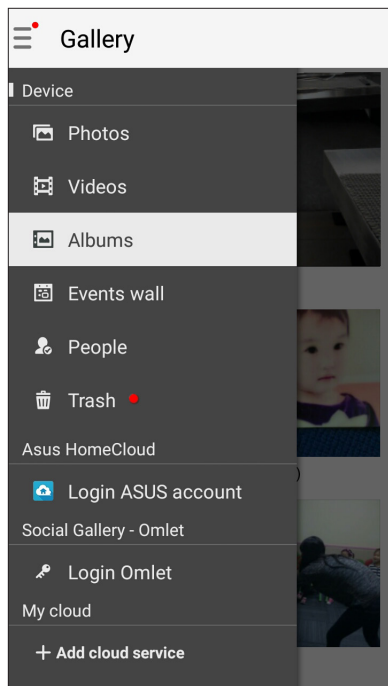 Gallery
Device
Photos
Videos
Albums
Events wall
People
Trash
Asus HomeCloud
Login ASUS account
)
Social Gallery - Omlet
Login Omlet
My cloud
+ Add cloud service